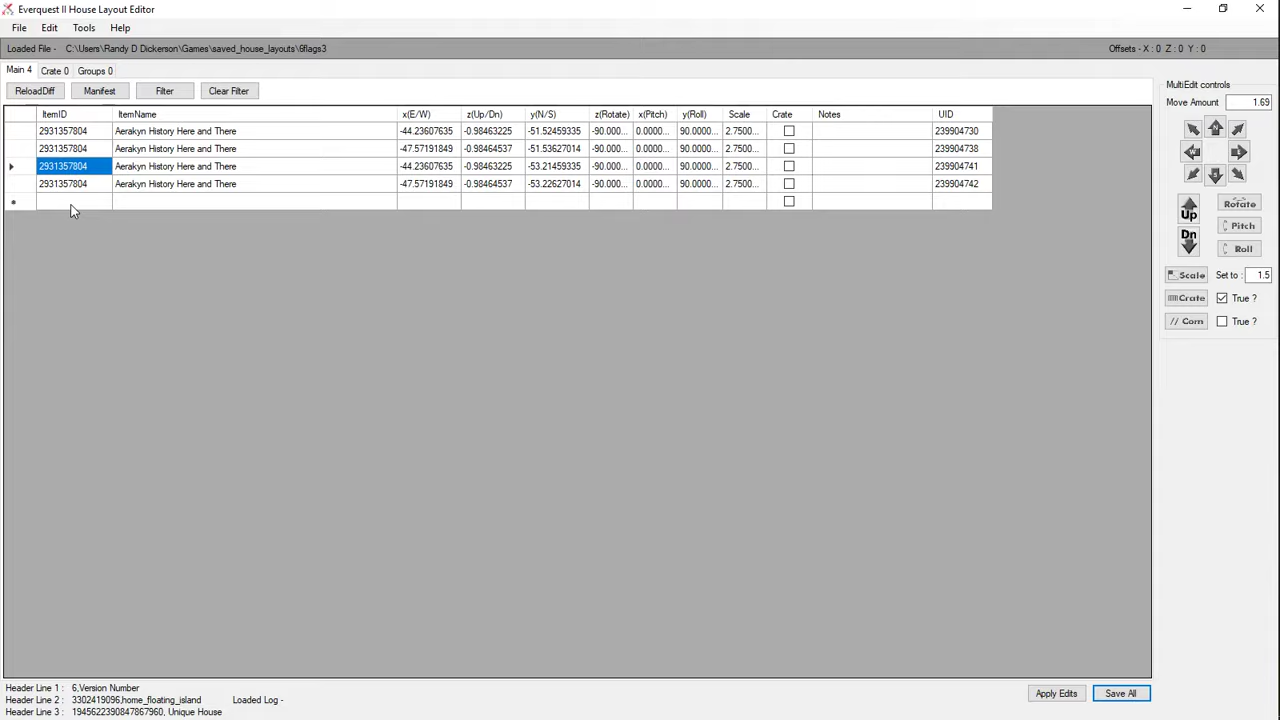 Everquest II House Layout Editor
File Edit Tools Help
Loaded File - C:\Users\Randy D Dickerson\Games\saved_house_layouts\6flags3 Offsets - X : 0 Z : 0 Y : 0
Main 4 Crate 0 Groups 0
ReloadDiff Manifest Filter Clear Filter
ItemID ItemName x(E/W) z(Up/Dn) y(N/S) z(Rotate) x(Pitch) y(Roll) Scale Crate Notes UID
2931357804 Aerakyn History Here and There -44.23607635 -0.98463225 -51.52459335 -90.000... 0.0000... 90.0000... 2.7500... 239904730
2931357804 Aerakyn History Here and There -47.57191849 -0.98464537 -51.53627014 -90.000... 0.0000... 90.0000... 2.7500... 239904738
2931357804 Aerakyn History Here and There -44.23607635 -0.98463225 -53.21459335 -90.000... 0.0000... 90.0000... 2.7500... 239904741
2931357804 Aerakyn History Here and There -47.57191849 -0.98464537 -53.22627014 -90.000... 0.0000... 90.0000... 2.7500... 239904742
MultiEdit controls
Move Amount 1.69
N
W
S
Up
Dn
Rotate
Pitch
Roll
Scale Set to : 1.5
Crate True ?
// Corn True ?
Header Line 1 : 6,Version Number
Header Line 2 : 3302419096,home_floating_island Loaded Log -
Header Line 3 : 1945622390847867960, Unique House
Apply Edits Save All